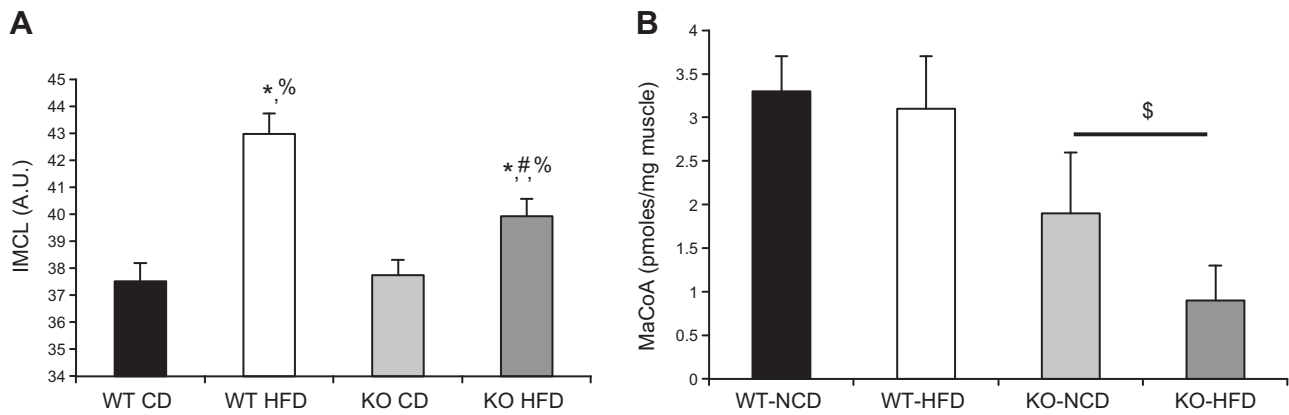 A
IMCL (A.U.)
45
44
43
42
41
40
39
38
37
36
35
34
*,%
*,#,%
WT CD
WT HFD
KO CD
KO HFD
B
MaCoA (pmoles/mg muscle)
4
3.5
3
2.5
2
1.5
1
0.5
0
$
WT-NCD
WT-HFD
KO-NCD
KO-HFD